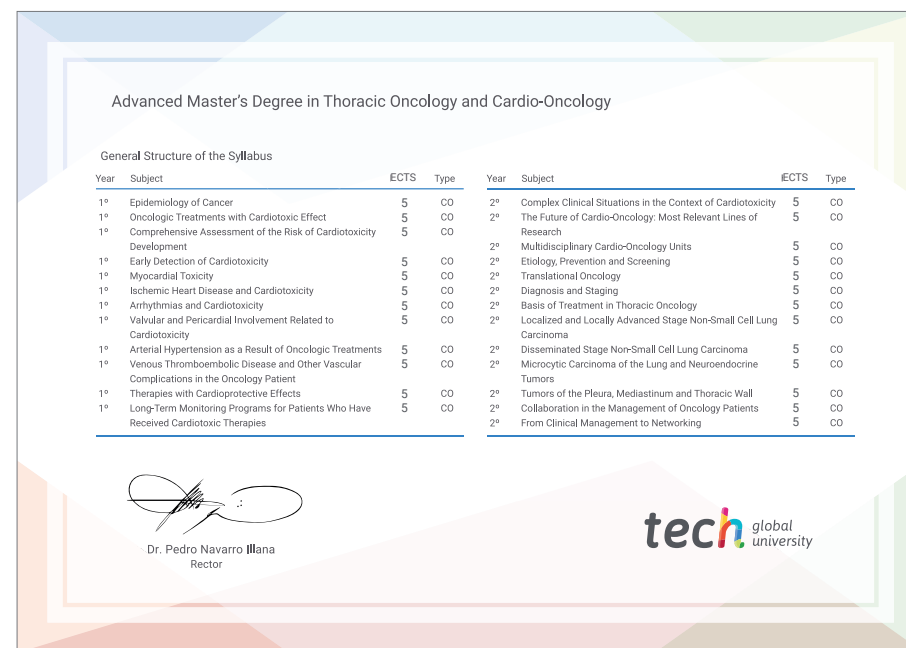 Advanced Master's Degree in Thoracic Oncology and Cardio-Oncology
General Structure of the Syllabus
Year Subject ECTS Type
1º Epidemiology of Cancer 5 CO
1º Oncologic Treatments with Cardiotoxic Effect 5 CO
1º Comprehensive Assessment of the Risk of Cardiotoxicity 5 CO
Development
1º Early Detection of Cardiotoxicity 5 CO
1º Myocardial Toxicity 5 CO
1º Ischemic Heart Disease and Cardiotoxicity 5 CO
1º Arrhythmias and Cardiotoxicity 5 CO
1º Valvular and Pericardial Involvement Related to 5 CO
Cardiotoxicity
1º Arterial Hypertension as a Result of Oncologic Treatments 5 CO
1º Venous Thromboembolic Disease and Other Vascular 5 CO
Complications in the Oncology Patient
1º Therapies with Cardioprotective Effects 5 CO
1º Long-Term Monitoring Programs for Patients Who Have 5 CO
Received Cardiotoxic Therapies
Year Subject ECTS Type
2º Complex Clinical Situations in the Context of Cardiotoxicity 5 CO
2º The Future of Cardio-Oncology: Most Relevant Lines of 5 CO
Research
2º Multidisciplinary Cardio-Oncology Units 5 CO
2º Etiology, Prevention and Screening 5 CO
2º Translational Oncology 5 CO
2º Diagnosis and Staging 5 CO
2º Basis of Treatment in Thoracic Oncology 5 CO
2º Localized and Locally Advanced Stage Non-Small Cell Lung 5 CO
Carcinoma
2º Disseminated Stage Non-Small Cell Lung Carcinoma 5 CO
2º Microcytic Carcinoma of the Lung and Neuroendocrine 5 CO
Tumors
2º Tumors of the Pleura, Mediastinum and Thoracic Wall 5 CO
2º Collaboration in the Management of Oncology Patients 5 CO
2º From Clinical Management to Networking 5 CO
Dr. Pedro Navarro Illana
Rector
tech global
university